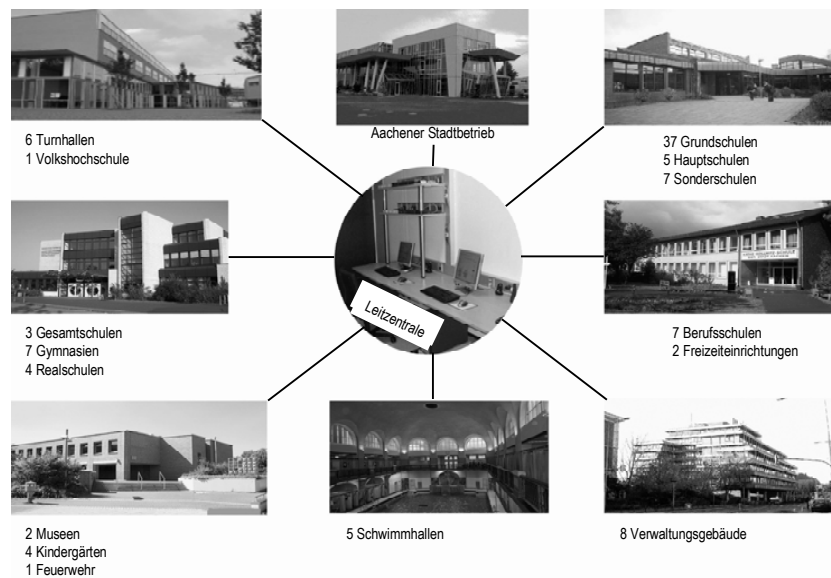 6 Turnhallen
1 Volkshochschule
Aachener Stadtbetrieb
37 Grundschulen
5 Hauptschulen
7 Sonderschulen
Leitzentrale
3 Gesamtschulen
7 Gymnasien
4 Realschulen
7 Berufsschulen
2 Freizeiteinrichtungen
2 Museen
4 Kindergärten
1 Feuerwehr
5 Schwimmhallen
8 Verwaltungsgebäude